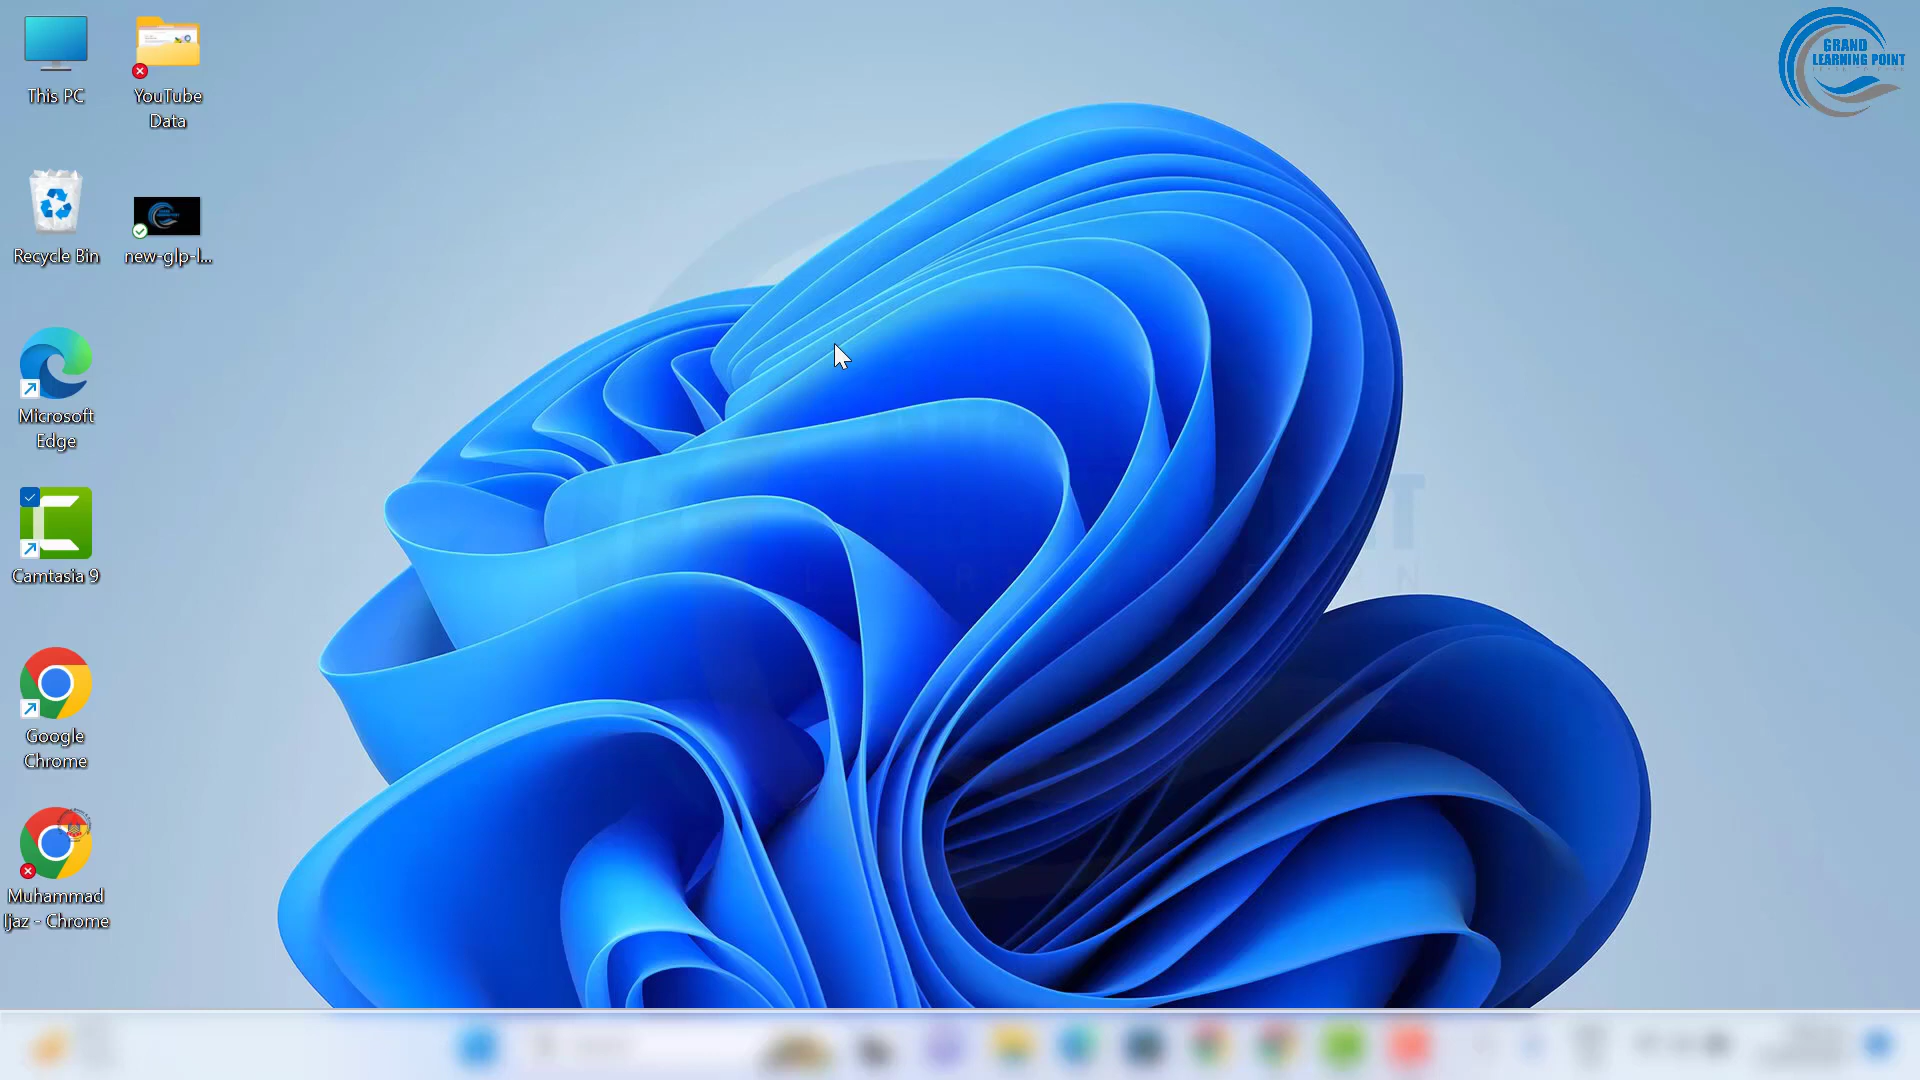 This PC
YouTube
Data
Recycle Bin
new-glp-l...
Microsoft
Edge
Camtasia 9
Google
Chrome
Muhammad
Ijaz - Chrome
GRAND
LEARNING POINT